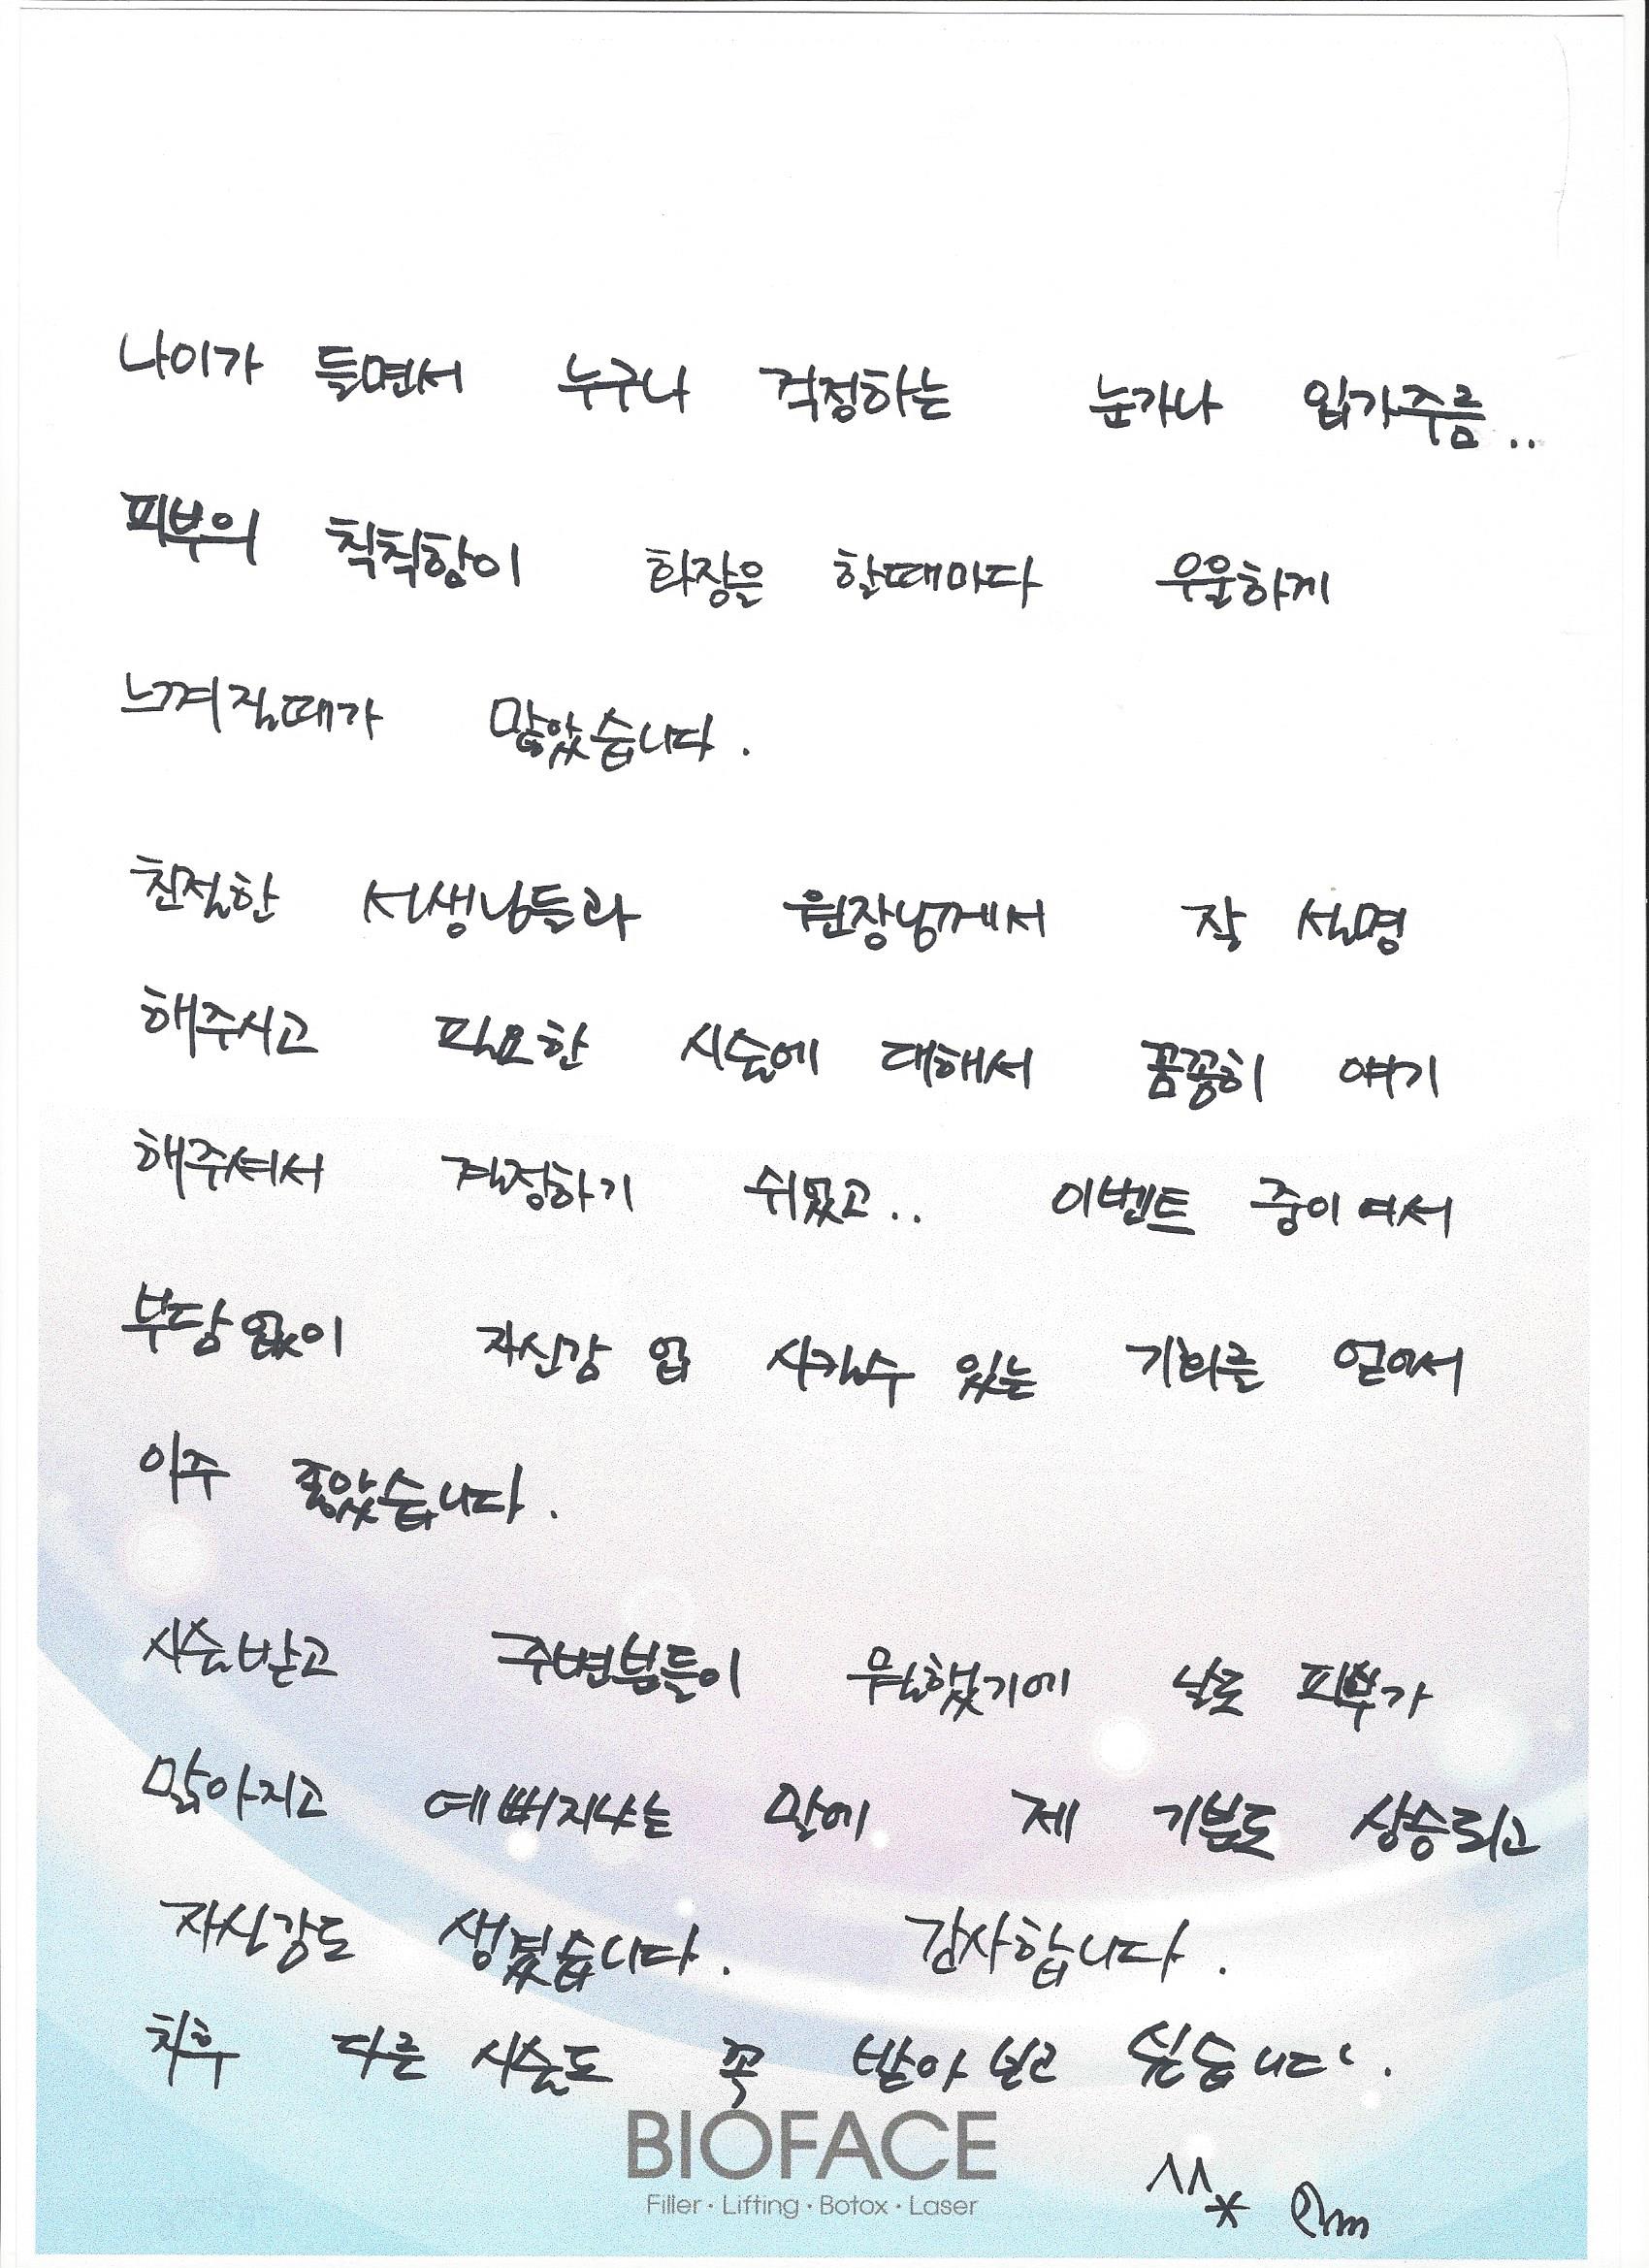 나이가 들면서 누구나 걱정하는 눈가나 입가주름..
피부의 칙칙함이 화장을 할때마다 우울하게
느껴질때가 많았습니다.
친절한 서생님들과 원장님께서 잘 설명
해주시고 필요한 시술에 대해서 꼼꼼히 얘기
해주셔서 결정하기 쉬웠고.. 이벤트 중이여서
부담없이 자신감 업 시킬수 있는 기회를 얻어서
아주 좋았습니다.
시술받고 주변분들이 뭘했기에 날로 피부가
맑아지고 예뻐지냐는 말에 제 기분도 상승되고
자신감도 생겼습니다. 감사합니다.
차후 다른 시술도 꼭 받아 보고 싶습니다.
BIOFACE
Filler · Lifting · Botox · Laser
^^*